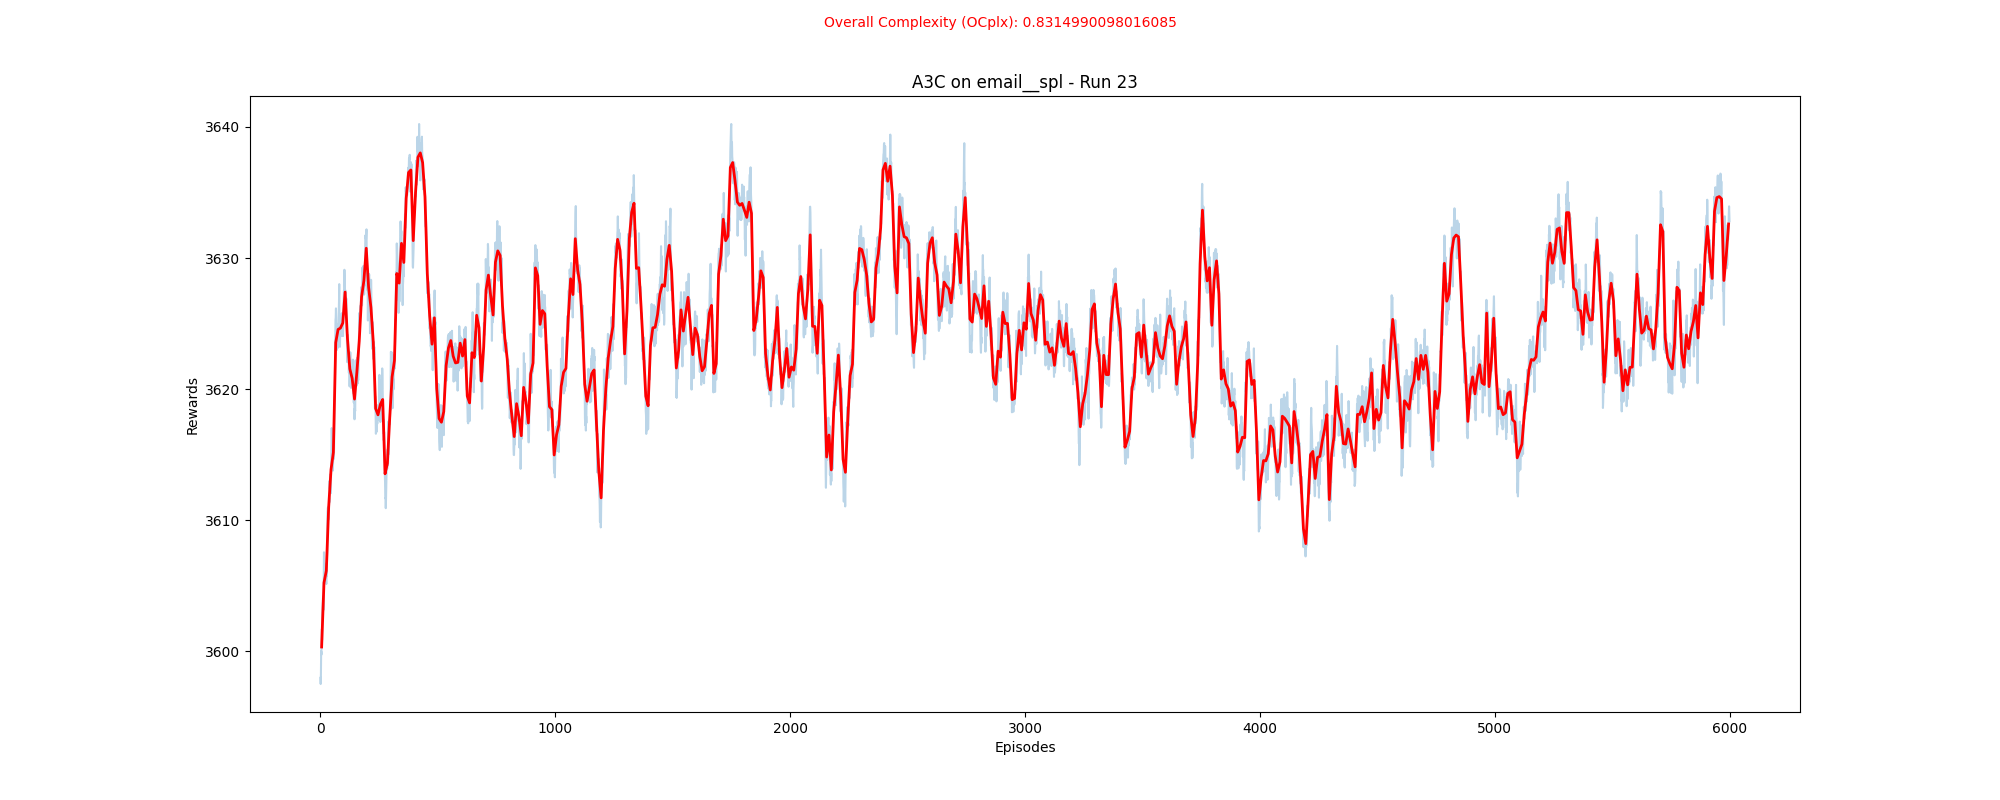 Overall Complexity (OCplx): 0.8314990098016085
A3C on email__spl - Run 23
3640
3630
3620
3610
3600
Rewards
0 1000 2000 3000 4000 5000 6000
Episodes